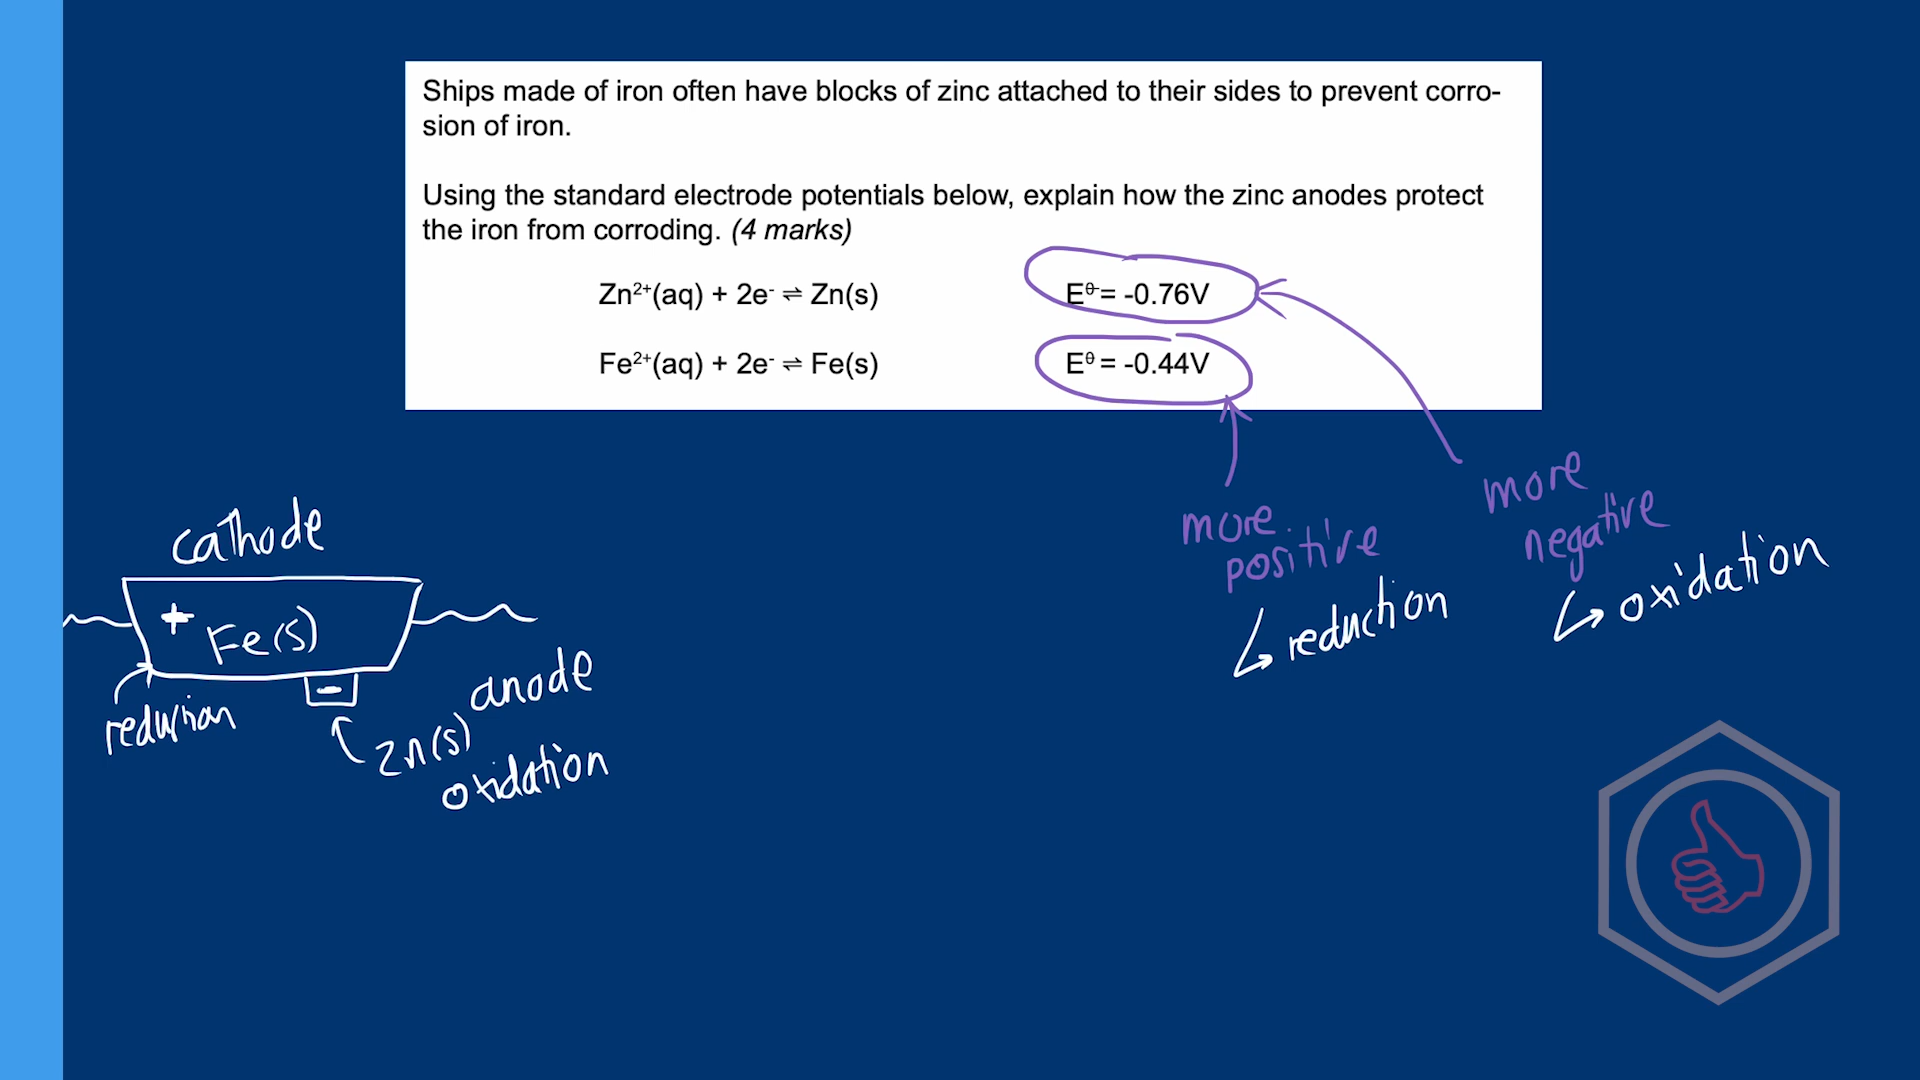 Ships made of iron often have blocks of zinc attached to their sides to prevent corro-
sion of iron.
Using the standard electrode potentials below, explain how the zinc anodes protect
the iron from corroding. (4 marks)
Zn²⁺(aq) + 2e⁻ ⇌ Zn(s) E⁰= -0.76V
Fe²⁺(aq) + 2e⁻ ⇌ Fe(s) E⁰ = -0.44V
more
negative
↳ oxidation
more
positive
↳ reduction
cathode
+
Fe(s)
-
reduction
anode
Zn(s)
oxidation